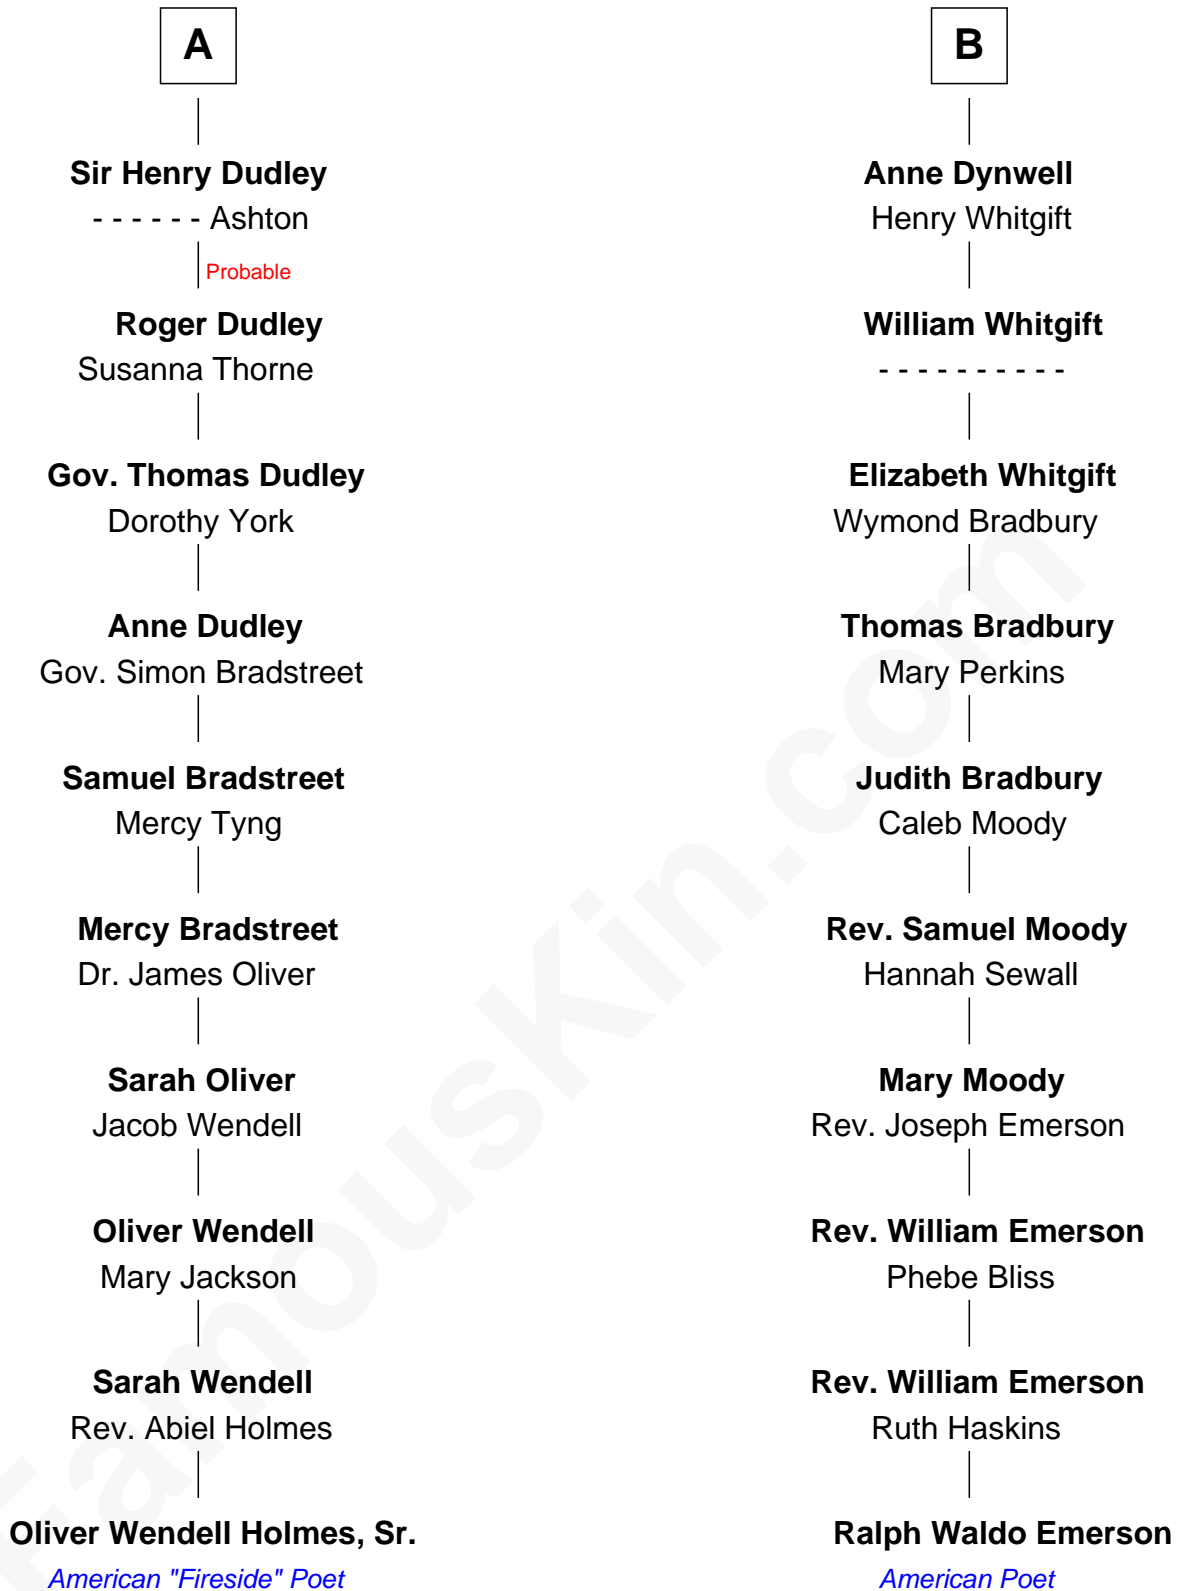 A
Sir Henry Dudley
- - - - - - Ashton
Probable
Roger Dudley
Susanna Thorne
Gov. Thomas Dudley
Dorothy York
Anne Dudley
Gov. Simon Bradstreet
Samuel Bradstreet
Mercy Tyng
Mercy Bradstreet
Dr. James Oliver
Sarah Oliver
Jacob Wendell
Oliver Wendell
Mary Jackson
Sarah Wendell
Rev. Abiel Holmes
Oliver Wendell Holmes, Sr.
American "Fireside" Poet
B
Anne Dynwell
Henry Whitgift
William Whitgift
- - - - - - - - - -
Elizabeth Whitgift
Wymond Bradbury
Thomas Bradbury
Mary Perkins
Judith Bradbury
Caleb Moody
Rev. Samuel Moody
Hannah Sewall
Mary Moody
Rev. Joseph Emerson
Rev. William Emerson
Phebe Bliss
Rev. William Emerson
Ruth Haskins
Ralph Waldo Emerson
American Poet
FamousKin.com